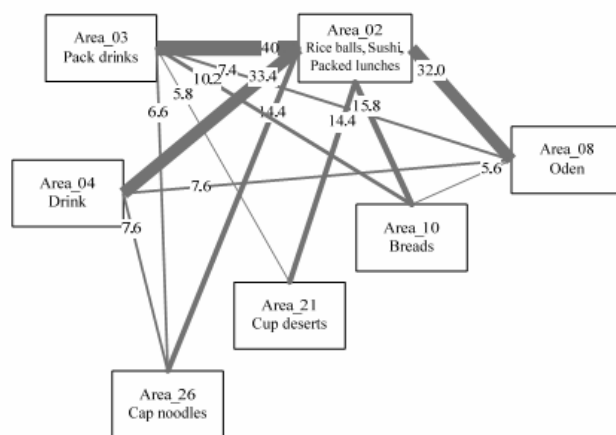 Area_03
Pack drinks
Area_02
Rice balls, Sushi,
Packed lunches
40
10.2
7.4
33.4
32.0
6.6
5.8
14.4
14.4
15.8
Area_08
Oden
5.6
Area_04
Drink
7.6
7.6
Area_10
Breads
Area_21
Cup deserts
Area_26
Cap noodles